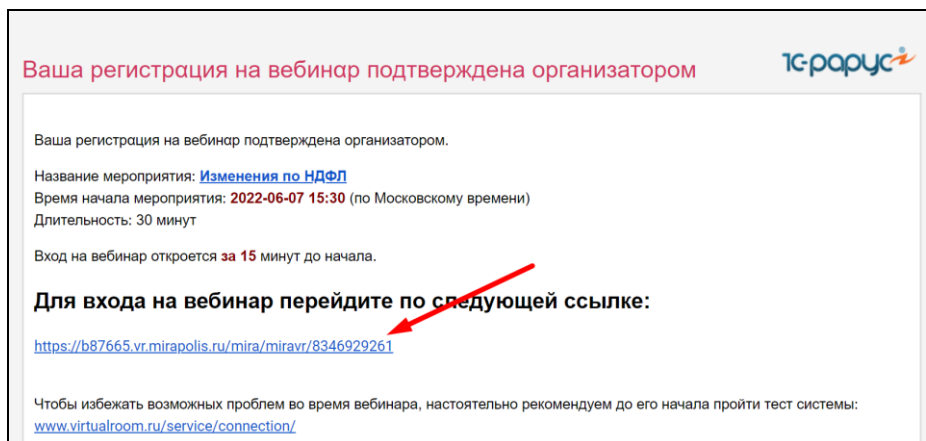 Ваша регистрация на вебинар подтверждена организатором
1С-рарус
Ваша регистрация на вебинар подтверждена организатором.
Название мероприятия: Изменения по НДФЛ
Время начала мероприятия: 2022-06-07 15:30 (по Московскому времени)
Длительность: 30 минут
Вход на вебинар откроется за 15 минут до начала.
Для входа на вебинар перейдите по следующей ссылке:
https://b87665.vr.mirapolis.ru/mira/miravr/8346929261
Чтобы избежать возможных проблем во время вебинара, настоятельно рекомендуем до его начала пройти тест системы:
www.virtualroom.ru/service/connection/